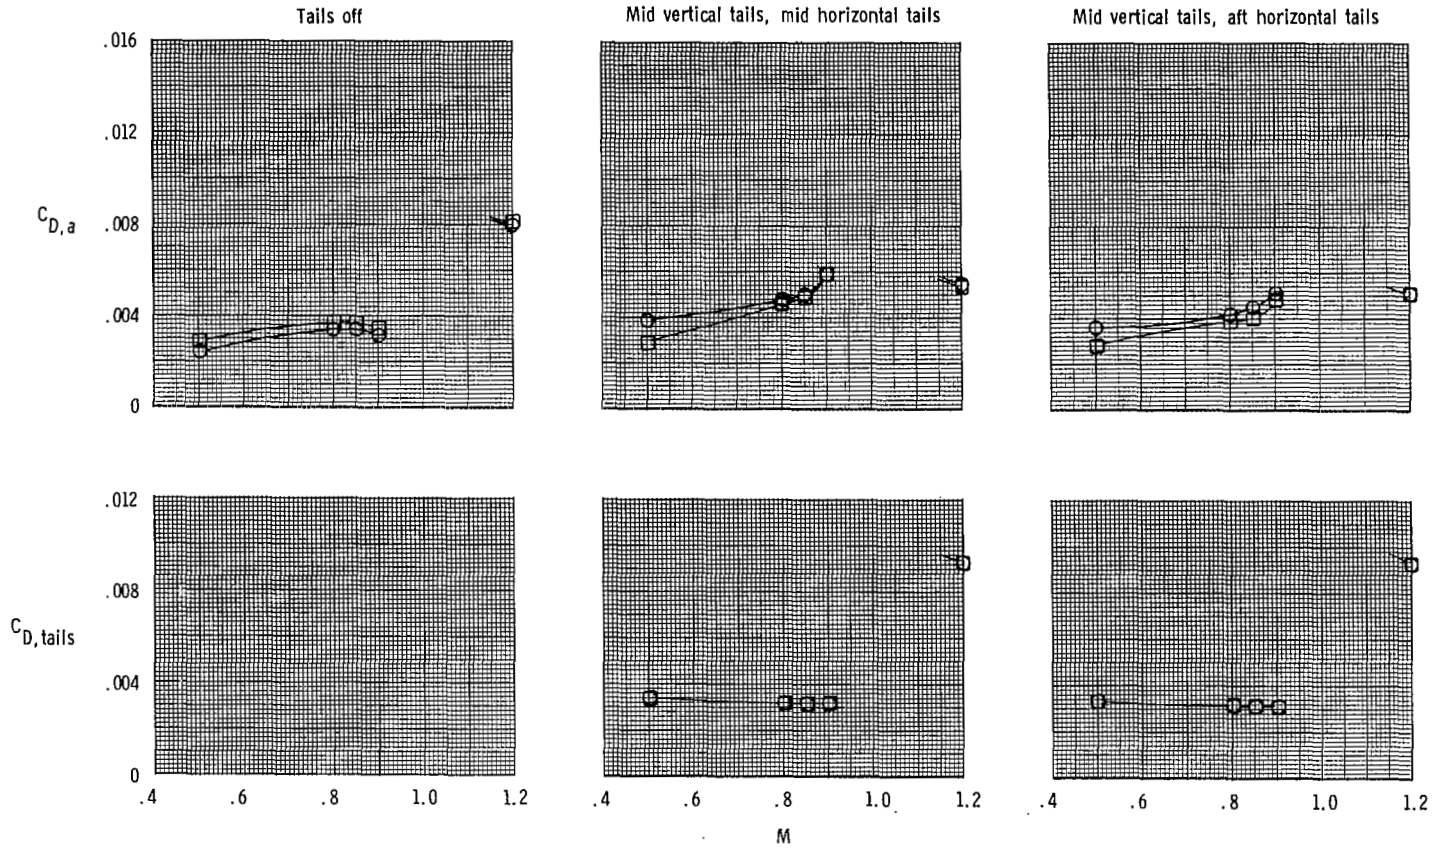 Tails off
Mid vertical tails, mid horizontal tails
Mid vertical tails, aft horizontal tails
.016
.012
C_D,a
.008
.004
0
.012
.008
C_D,tails
.004
0
.4 .6 .8 1.0 1.2
.4 .6 .8 1.0 1.2
.4 .6 .8 1.0 1.2
M